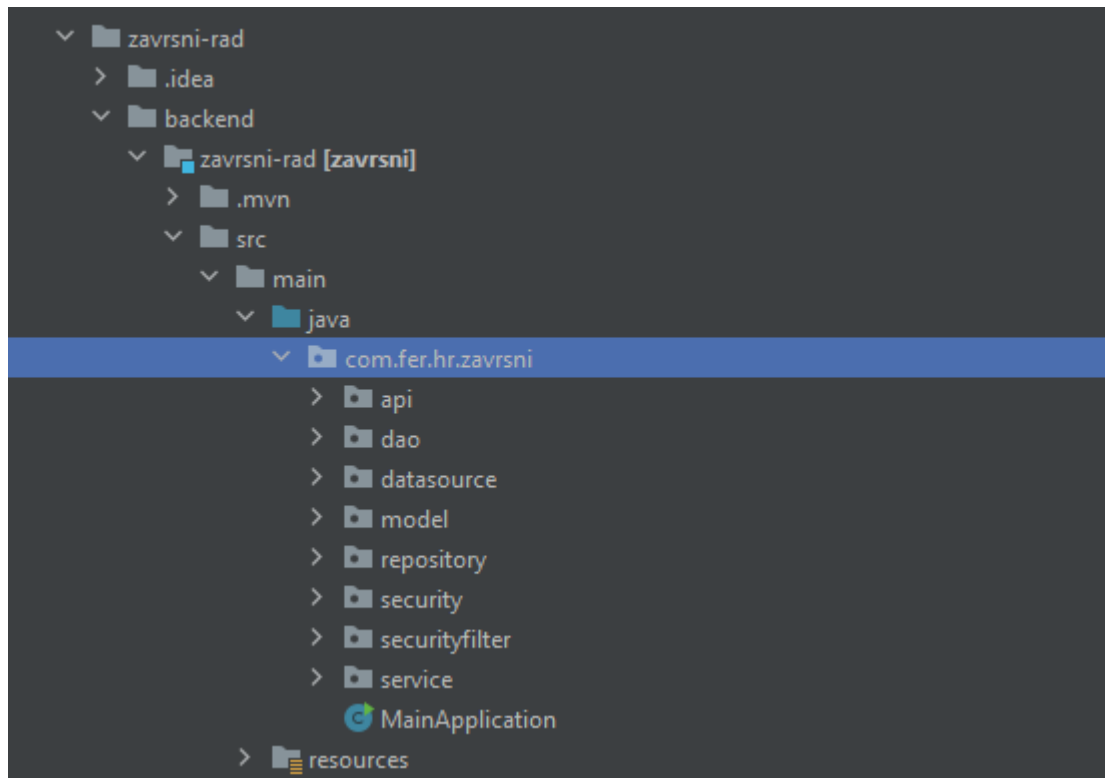 zavrsni-rad
.idea
backend
zavrsni-rad [zavrsni]
.mvn
src
main
java
com.fer.hr.zavrsni
api
dao
datasource
model
repository
security
securityfilter
service
MainApplication
resources